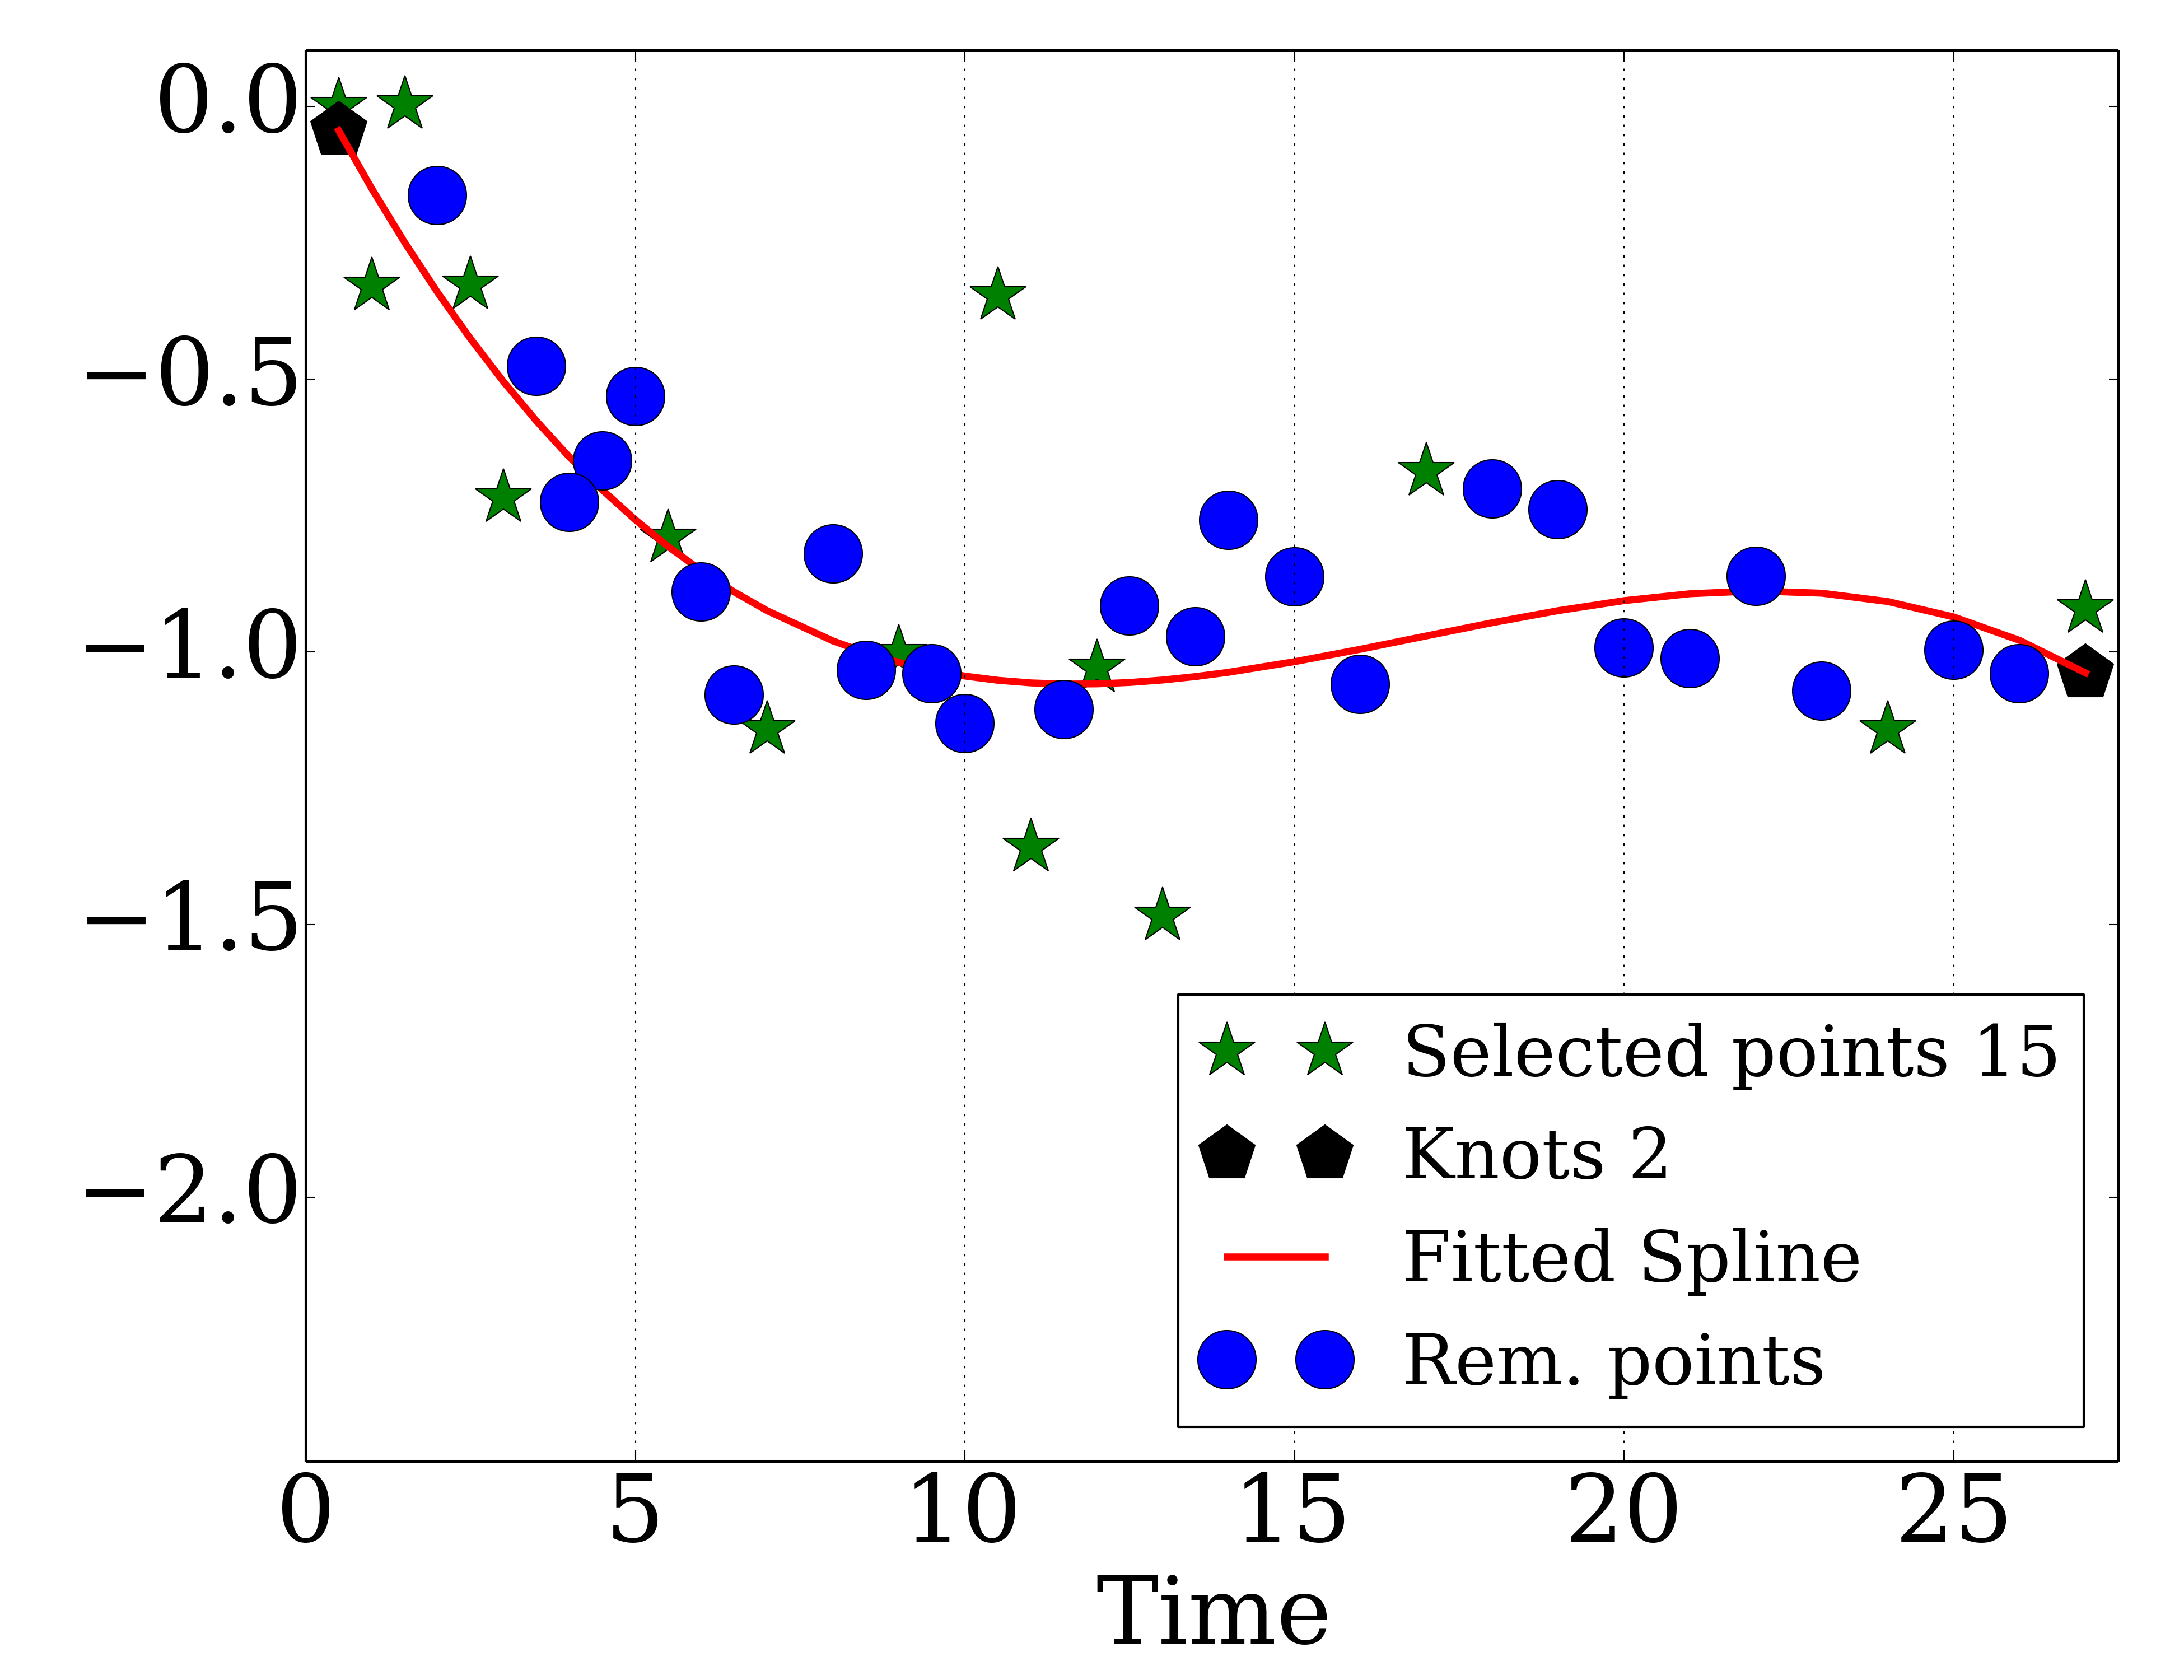 0.0
−0.5
−1.0
−1.5
−2.0
Selected points 15
Knots 2
Fitted Spline
Rem. points
0 5 10 15 20 25
Time